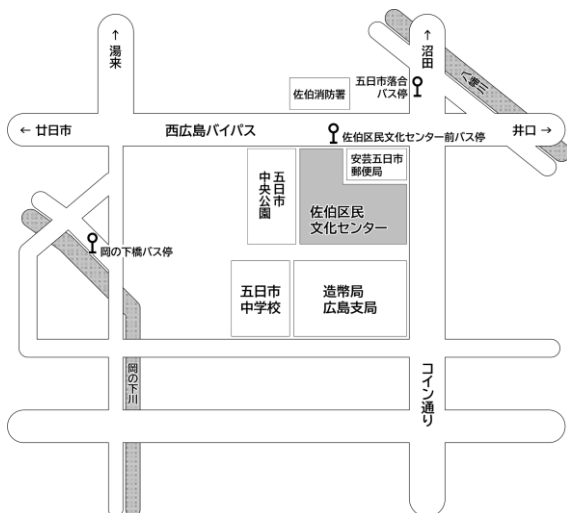 ↑
湯来
↑
沼田
八幡川
五日市落合
バス停
佐伯消防署
← 廿日市
西広島バイパス
佐伯区民文化センター前バス停
井口 →
五日市
中央公園
安芸五日市
郵便局
佐伯区民
文化センター
岡の下橋バス停
五日市
中学校
造幣局
広島支局
岡の下川
コイン通り